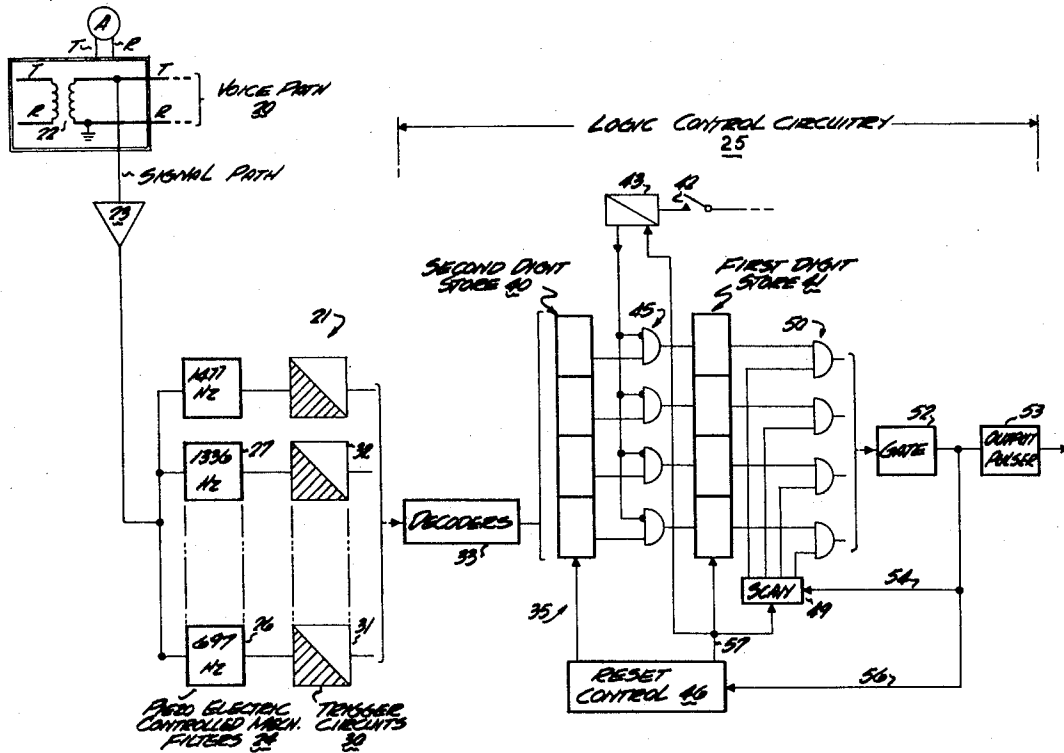 A
T
R
T
T
R
R
22
VOICE PATH
39
SIGNAL PATH
23
LOGIC CONTROL CIRCUITRY
25
43
42
SECOND DIGIT
STORE 40
FIRST DIGIT
STORE 41
45
50
21
1477
HZ
1336
HZ
27
32
DECODERS
33
52
GATE
53
OUTPUT
PULSER
54
SCAN
49
35
57
697
HZ
26
31
RESET
CONTROL 46
56
PIEZO ELECTRIC
CONTROLLED MECH.
FILTERS 24
TRIGGER
CIRCUITS
30